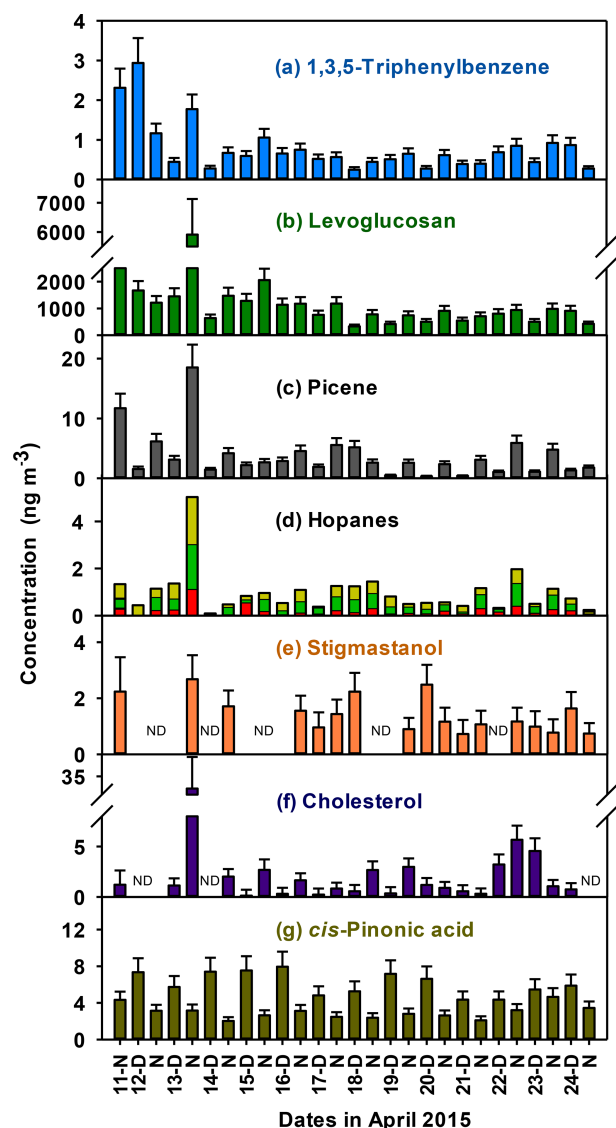 4
3
2
1
0
(a) 1,3,5-Triphenylbenzene
7000
6000
2000
1000
0
(b) Levoglucosan
20
10
0
(c) Picene
4
2
0
(d) Hopanes
4
2
0
(e) Stigmastanol
ND ND ND ND ND
35
5
0
(f) Cholesterol
ND ND ND
12
8
4
0
(g) cis-Pinonic acid
Concentration (ng m-3)
11-N
12-D
N
13-D
N
14-D
N
15-D
N
16-D
N
17-D
N
18-D
N
19-D
N
20-D
N
21-D
N
22-D
N
23-D
N
24-D
N
Dates in April 2015